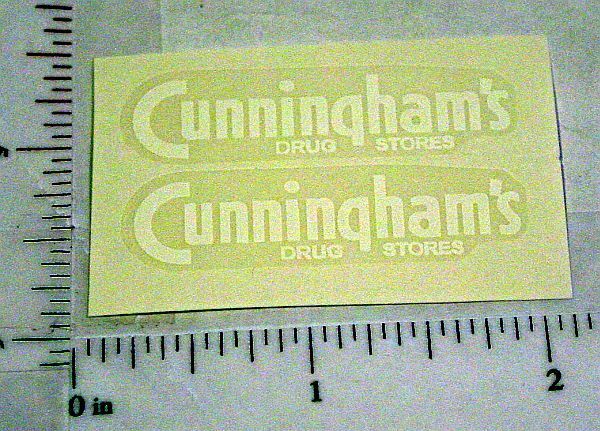 Cunningham's
DRUG STORES
Cunningham's
DRUG STORES
0 in 1 2